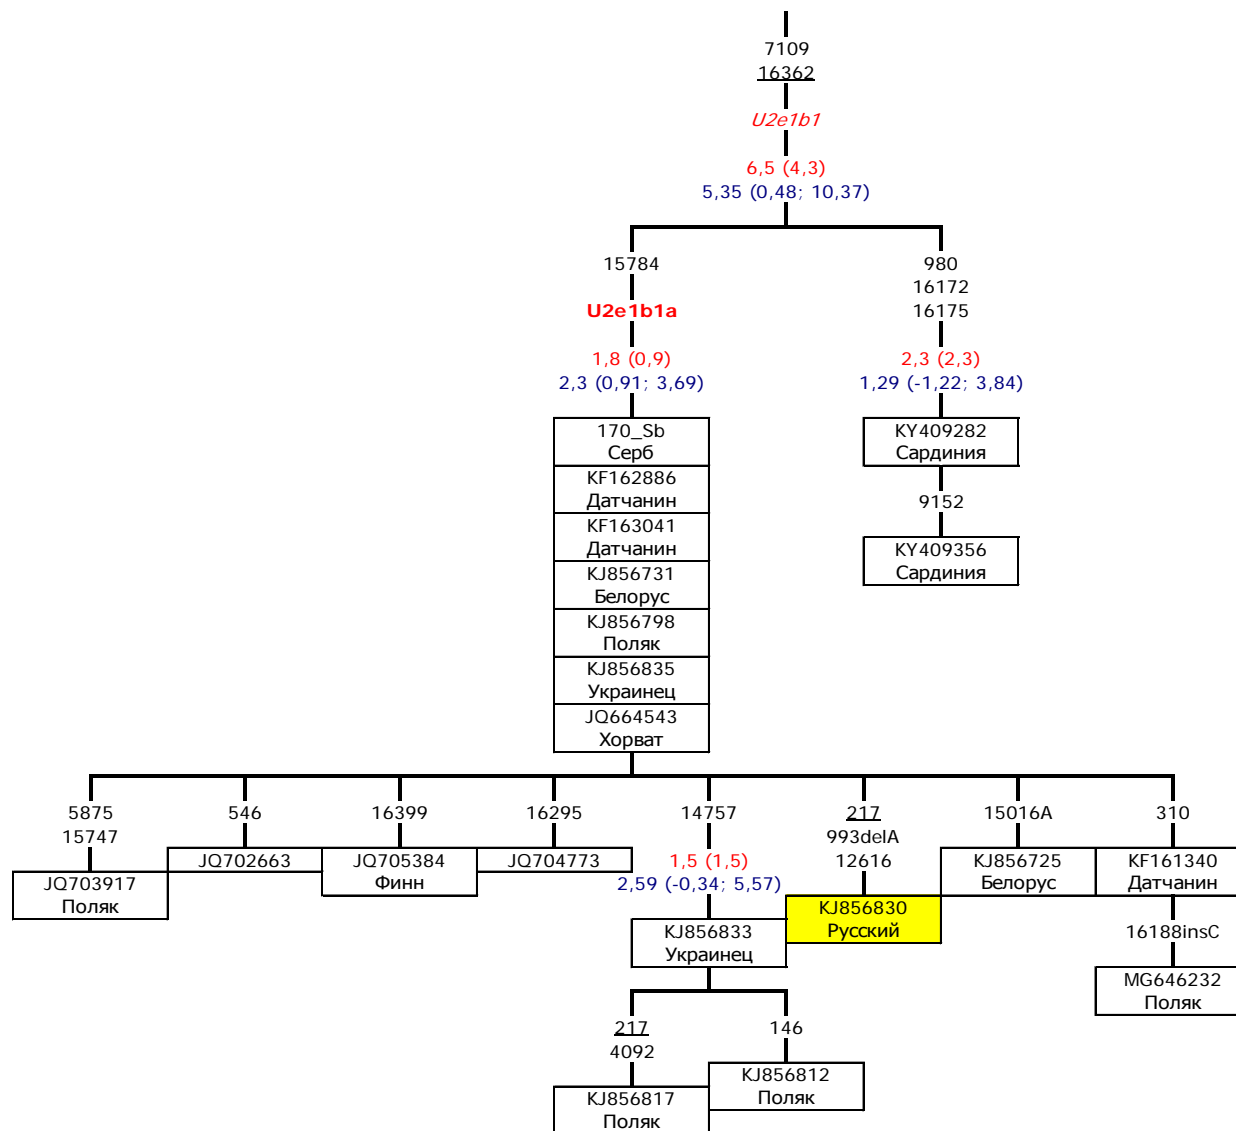 7109
16362
U2e1b1
6,5 (4,3)
5,35 (0,48; 10,37)
15784
U2e1b1a
1,8 (0,9)
2,3 (0,91; 3,69)
980
16172
16175
2,3 (2,3)
1,29 (-1,22; 3,84)
170_Sb
Серб
KF162886
Датчанин
KF163041
Датчанин
KJ856731
Белорус
KJ856798
Поляк
KJ856835
Украинец
JQ664543
Хорват
KY409282
Сардиния
9152
KY409356
Сардиния
5875
15747
JQ703917
Поляк
546
JQ702663
16399
JQ705384
Финн
16295
JQ704773
14757
1,5 (1,5)
2,59 (-0,34; 5,57)
KJ856833
Украинец
217
4092
KJ856817
Поляк
146
KJ856812
Поляк
217
993delA
12616
KJ856830
Русский
15016A
KJ856725
Белорус
310
KF161340
Датчанин
16188insC
MG646232
Поляк